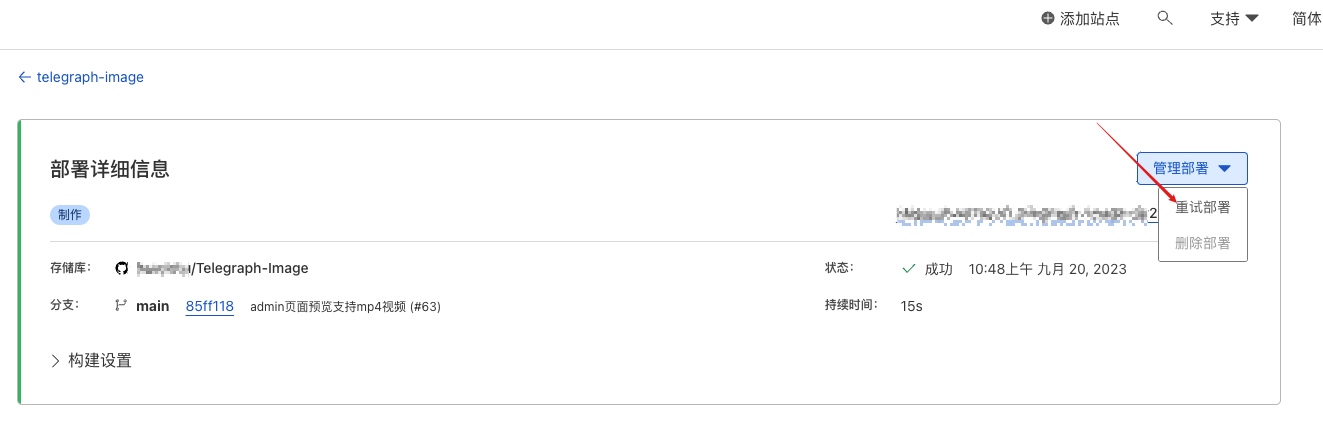 添加站点 支持 简体
← telegraph-image
部署详细信息 管理部署
制作 2 重试部署
删除部署
存储库： /Telegraph-Image 状态： 成功 10:48上午 九月 20, 2023
分支： main 85ff118 admin页面预览支持mp4视频 (#63) 持续时间： 15s
构建设置